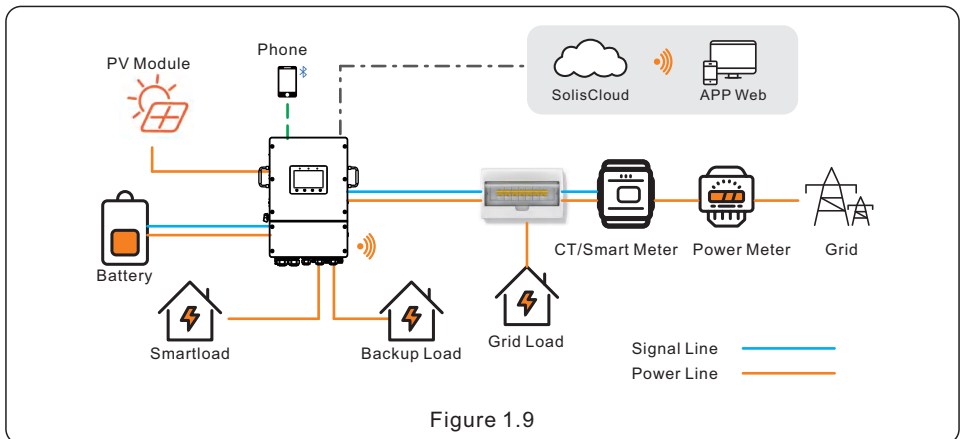 Phone
PV Module
SolisCloud
APP Web
Battery
CT/Smart Meter
Power Meter
Grid
Smartload
Backup Load
Grid Load
Signal Line
Power Line
Figure 1.9